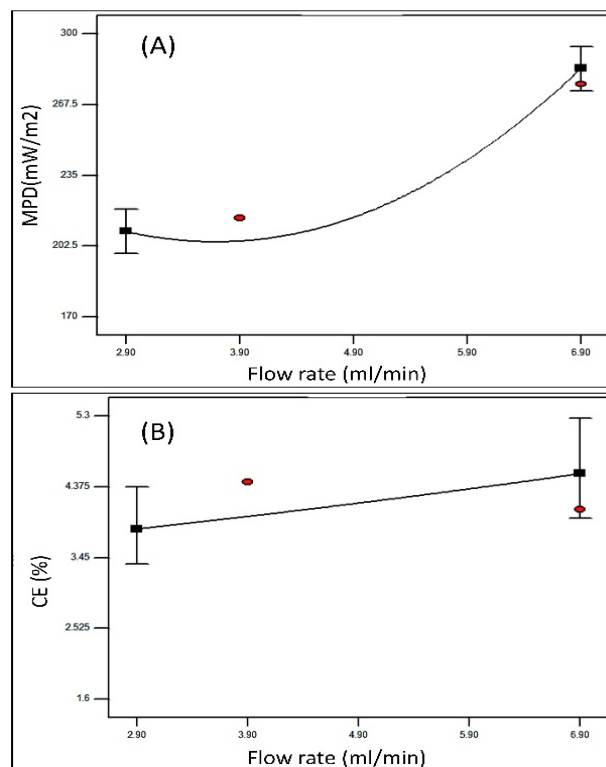 (A)
300
267.5
235
202.5
170
MPD(mW/m2)
2.90 3.90 4.90 5.90 6.90
Flow rate (ml/min)
(B)
5.3
4.375
3.45
2.525
1.6
CE (%)
2.90 3.90 4.90 5.90 6.90
Flow rate (ml/min)